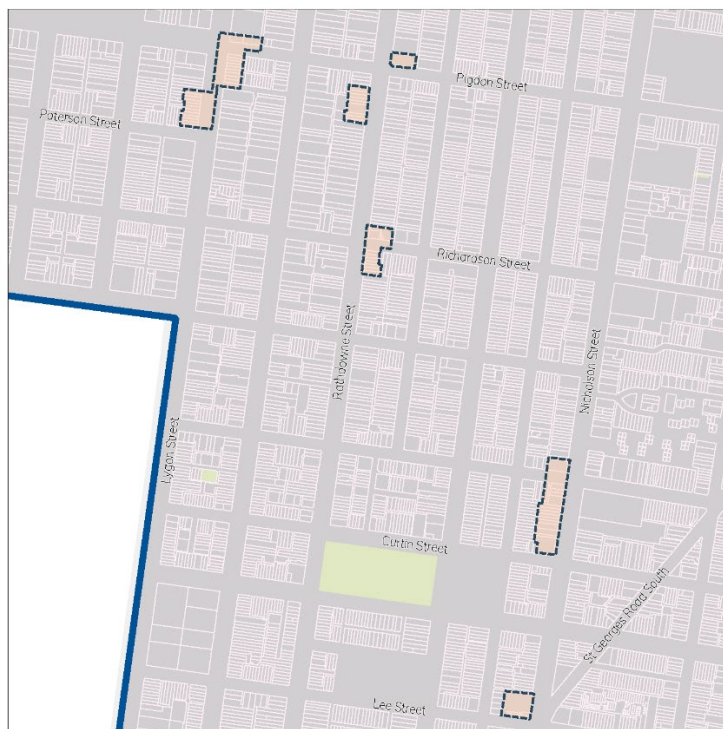 Pigdon Street
Paterson Street
Richardson Street
Rathdowne Street
Nicholson Street
Lygon Street
Curtin Street
St Georges Road South
Lee Street